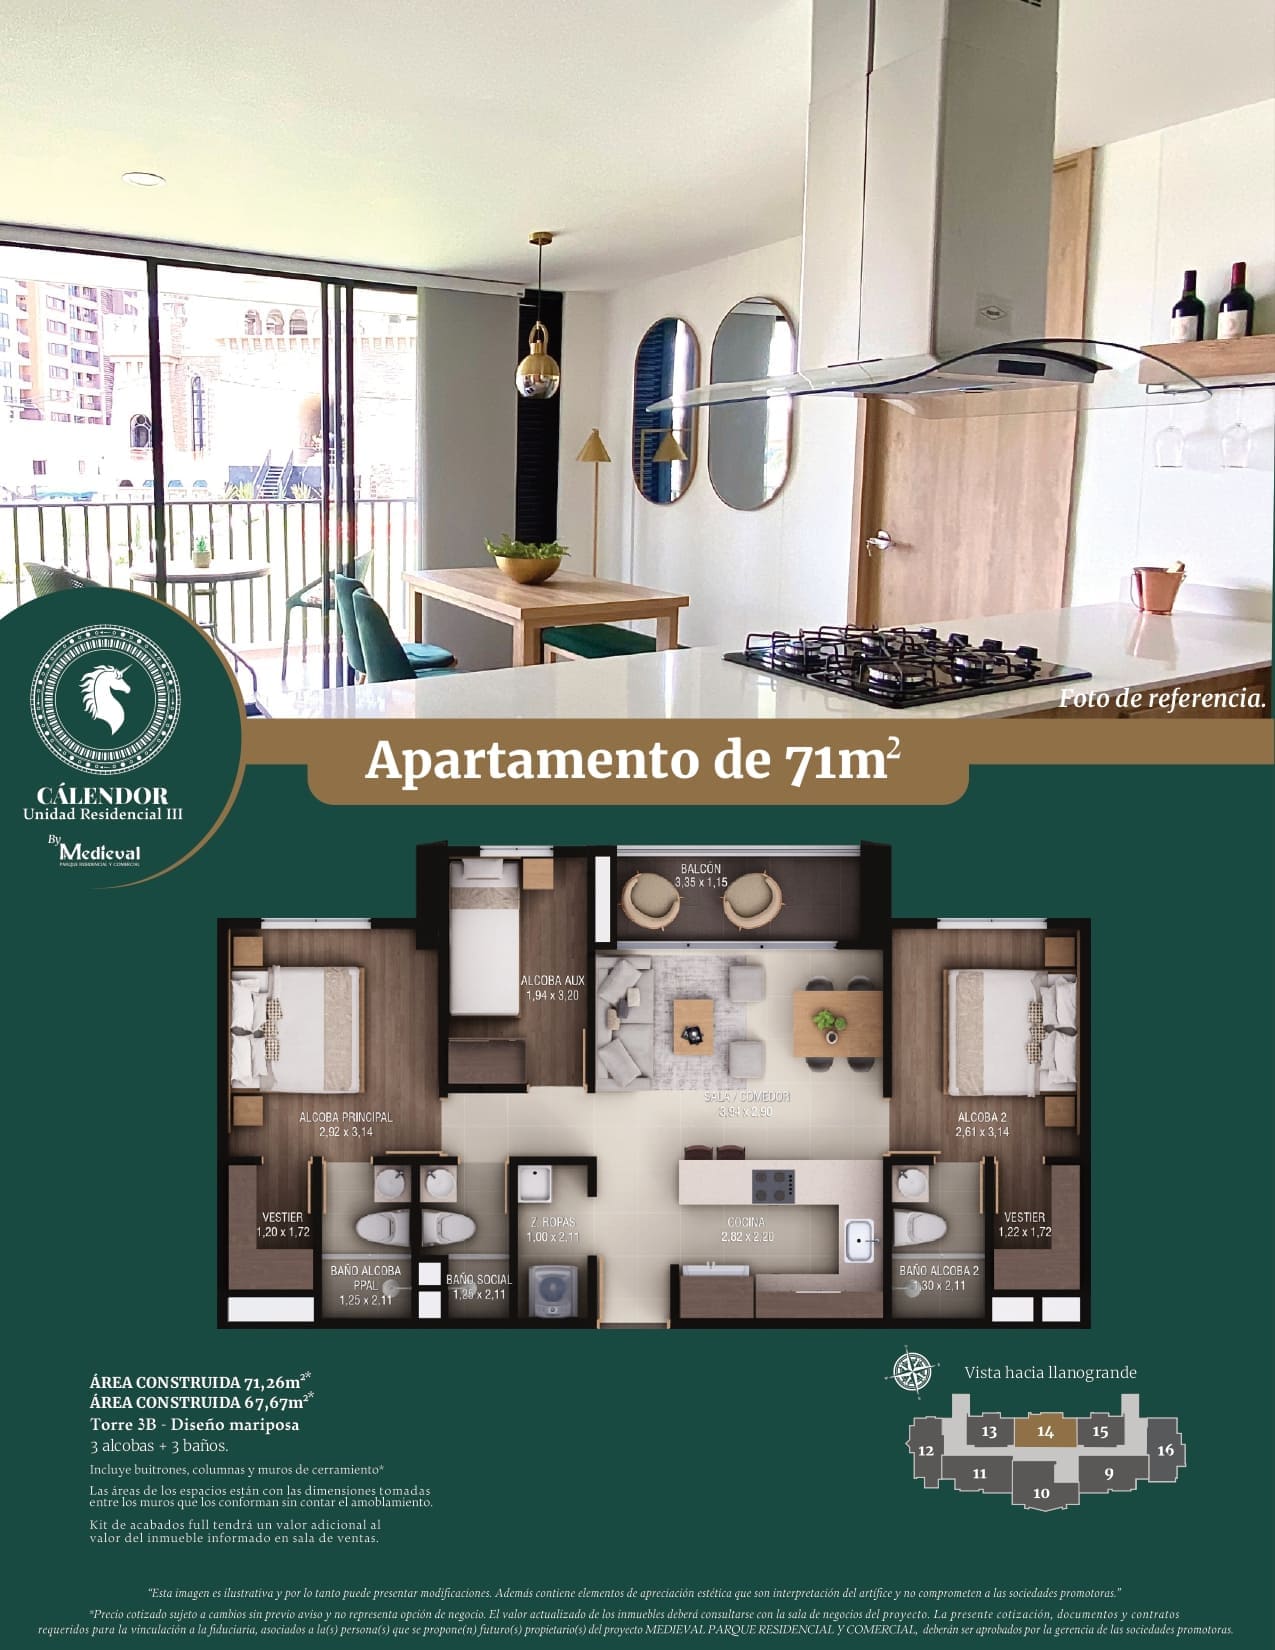 Foto de referencia.
Apartamento de 71m²
CÁLENDOR
Unidad Residencial III
By
Medieval
PARQUE RESIDENCIAL Y COMERCIAL
BALCÓN
3,35 x 1,15
ALCOBA AUX
1,94 x 3,20
SALA / COMEDOR
3,94 x 2,90
ALCOBA PRINCIPAL
2,92 x 3,14
ALCOBA 2
2,61 x 3,14
VESTIER
1,20 x 1,72
Z. ROPAS
1,00 x 2,11
COCINA
2,82 x 2,20
VESTIER
1,22 x 1,72
BAÑO ALCOBA
PPAL
1,25 x 2,11
BAÑO SOCIAL
1,25 x 2,11
BAÑO ALCOBA 2
1,30 x 2,11
ÁREA CONSTRUIDA 71,26m²*
ÁREA CONSTRUIDA 67,67m²*
Torre 3B - Diseño mariposa
3 alcobas + 3 baños.
Incluye buitrones, columnas y muros de cerramiento*
Las áreas de los espacios están con las dimensiones tomadas
entre los muros que los conforman sin contar el amoblamiento.
Kit de acabados full tendrá un valor adicional al
valor del inmueble informado en sala de ventas.
Vista hacia llanogrande
12
13
14
15
16
11
10
9
“Esta imagen es ilustrativa y por lo tanto puede presentar modificaciones. Además contiene elementos de apreciación estética que son interpretación del artífice y no comprometen a las sociedades promotoras.”
*Precio cotizado sujeto a cambios sin previo aviso y no representa opción de negocio. El valor actualizado de los inmuebles deberá consultarse con la sala de negocios del proyecto. La presente cotización, documentos y contratos
requeridos para la vinculación a la fiduciaria, asociados a la(s) persona(s) que se propone(n) futuro(s) propietario(s) del proyecto MEDIEVAL PARQUE RESIDENCIAL Y COMERCIAL, deberán ser aprobados por la gerencia de las sociedades promotoras.